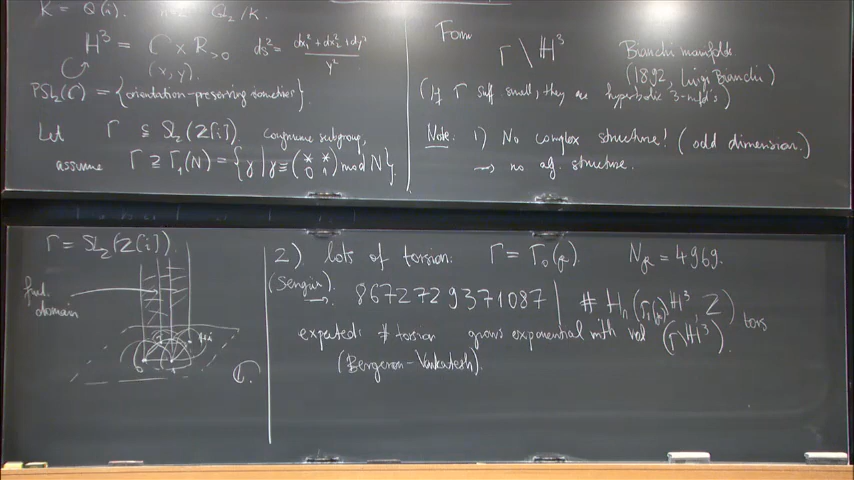 K = Q(i).
H³ = C × R>0 ds² = (dx₁² + dx₂² + dy²)/y²
(x, y).
PSL₂(C) = {orientation-preserving isometries}.
Let Γ ⊆ SL₂(Z[i]) congruence subgroup,
assume Γ ⊇ Γ₁(N) = {γ | γ ≡ (* * / 0 1) mod N}.
Form
Γ \ H³ Bianchi manifolds.
(1892, Luigi Bianchi)
(If Γ suff small, they are hyperbolic 3-mfd's)
Note: 1) No complex structure! (odd dimension.)
→ no alg. structure.
Γ = SL₂(Z[i]).
fund.
domain
0 1
2) lots of torsion: Γ = Γ₀(𝔭). N𝔭 = 4969.
(Sengün).
→ 8672729371087 | # H₁(Γ₀(𝔭)\H³, Z) tors
expected: # torsion grows exponential with vol (Γ\H³).
(Bergeron-Venkatesh).